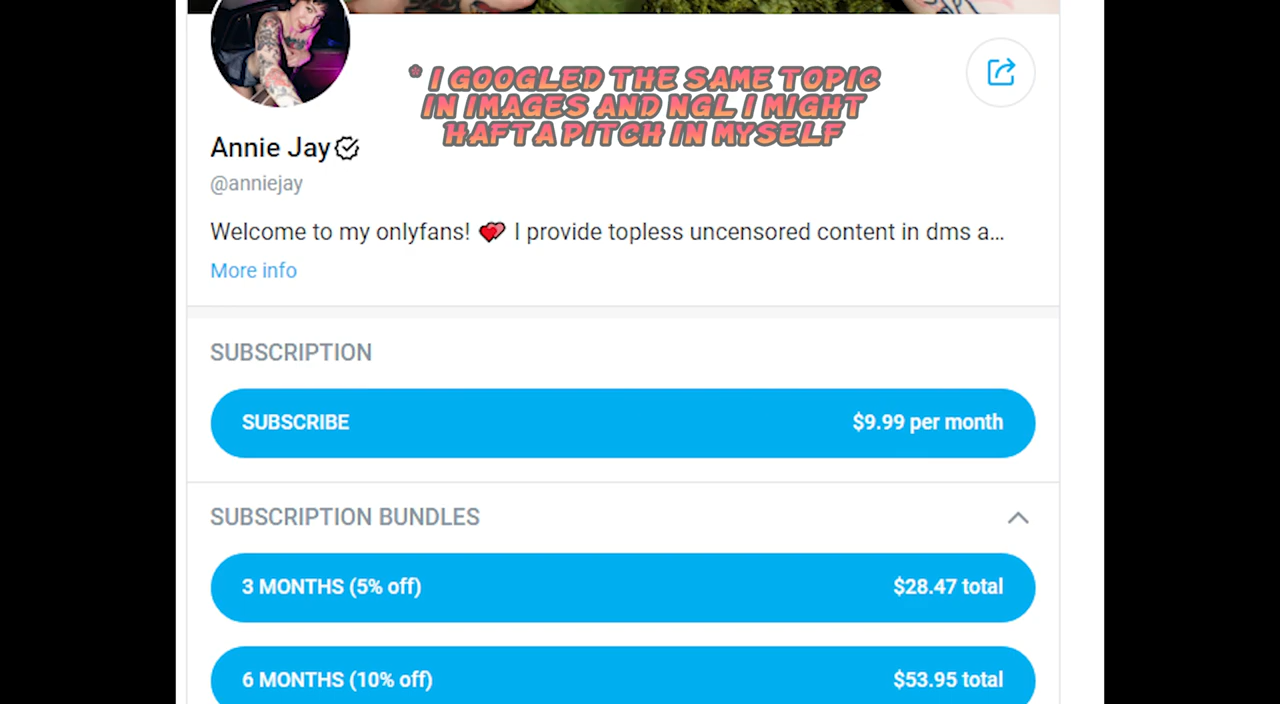 * I GOOGLED THE SAME TOPIC
IN IMAGES AND NGL I MIGHT
HAFTA PITCH IN MYSELF
Annie Jay
@anniejay
Welcome to my onlyfans! 💕 I provide topless uncensored content in dms a...
More info
SUBSCRIPTION
SUBSCRIBE $9.99 per month
SUBSCRIPTION BUNDLES
3 MONTHS (5% off) $28.47 total
6 MONTHS (10% off) $53.95 total